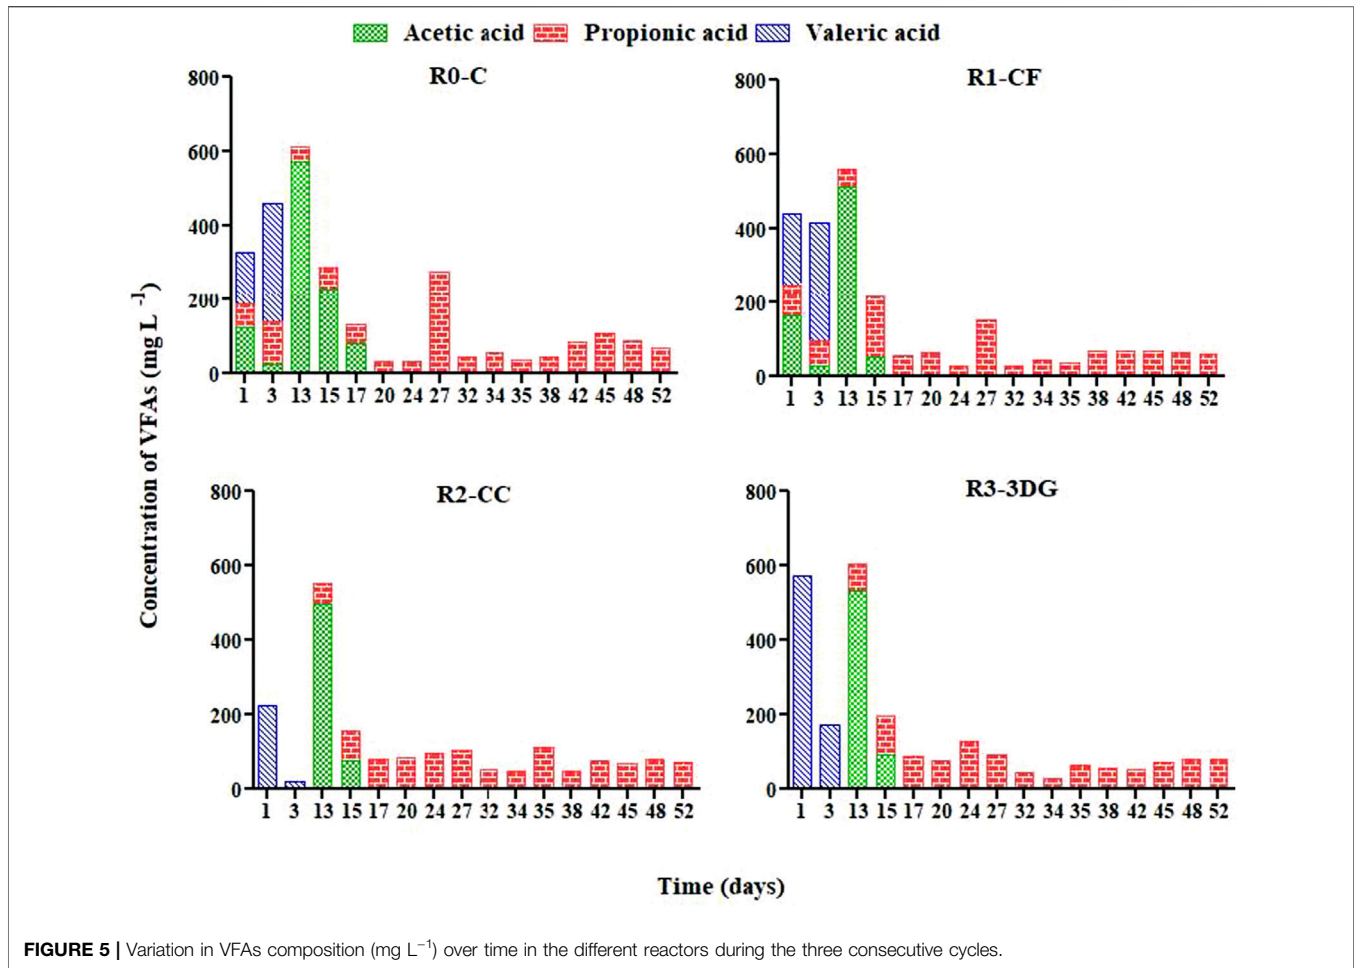 Acetic acid Propionic acid Valeric acid
R0-C
800
600
400
200
0
1 3 13 15 17 20 24 27 32 34 35 38 42 45 48 52
R1-CF
800
600
400
200
0
1 3 13 15 17 20 24 27 32 34 35 38 42 45 48 52
Concentration of VFAs (mg L⁻¹)
R2-CC
800
600
400
200
0
1 3 13 15 17 20 24 27 32 34 35 38 42 45 48 52
R3-3DG
800
600
400
200
0
1 3 13 15 17 20 24 27 32 34 35 38 42 45 48 52
Time (days)
FIGURE 5 | Variation in VFAs composition (mg L⁻¹) over time in the different reactors during the three consecutive cycles.